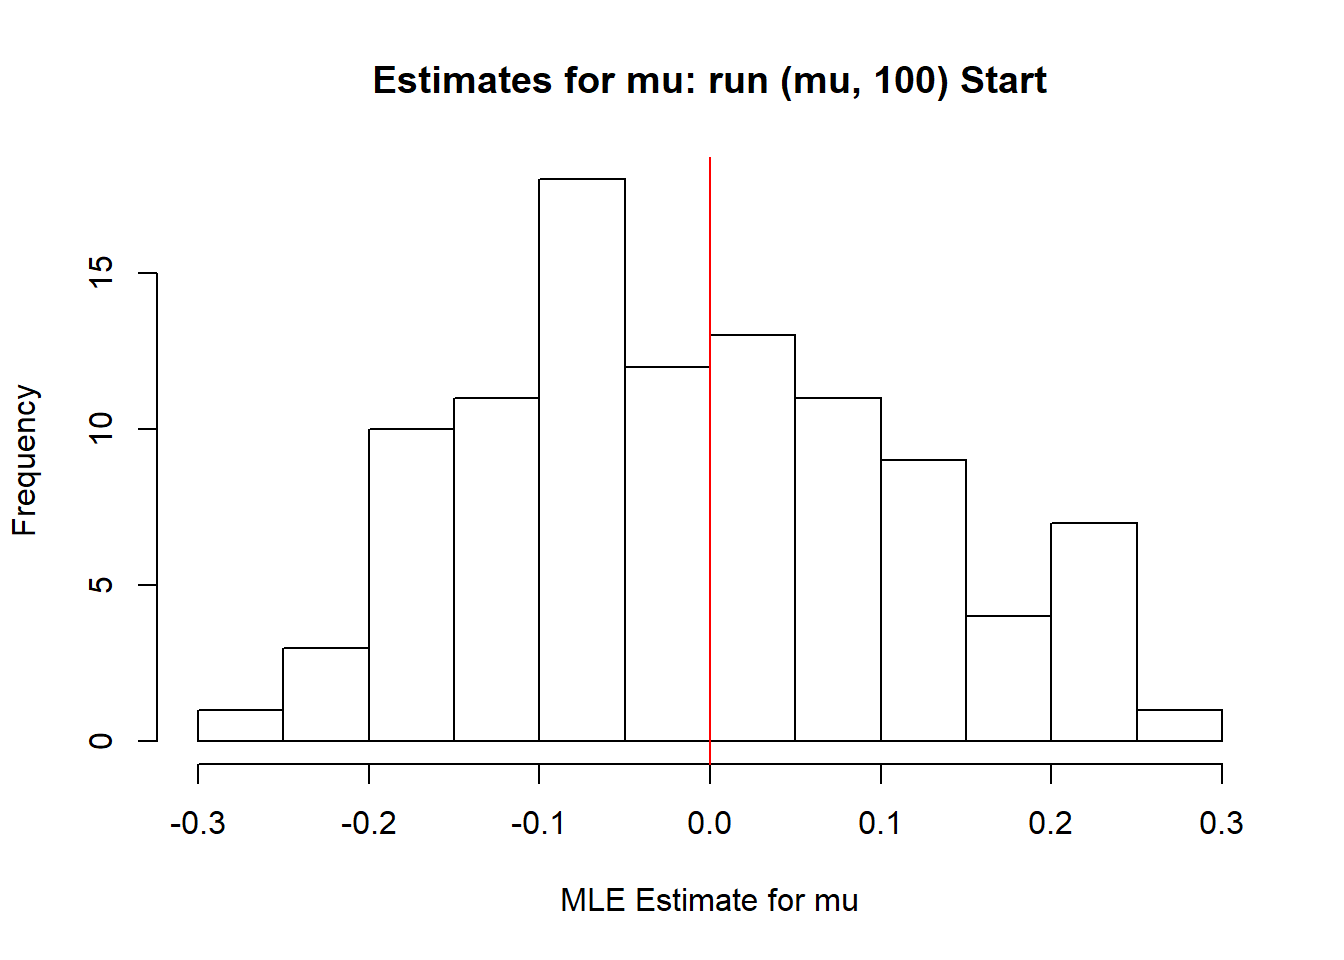 Estimates for mu: run (mu, 100) Start
Frequency
15
10
5
0
-0.3 -0.2 -0.1 0.0 0.1 0.2 0.3
MLE Estimate for mu